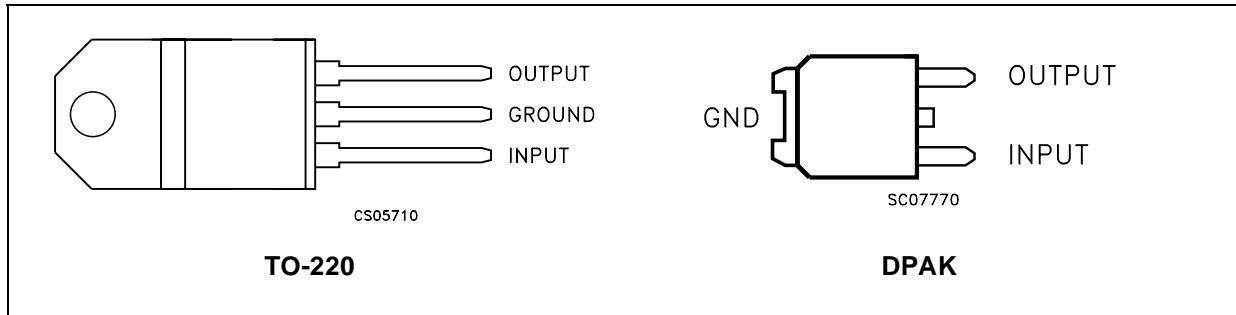 OUTPUT
GROUND
INPUT
CS05710
TO-220
GND
OUTPUT
INPUT
SC07770
DPAK